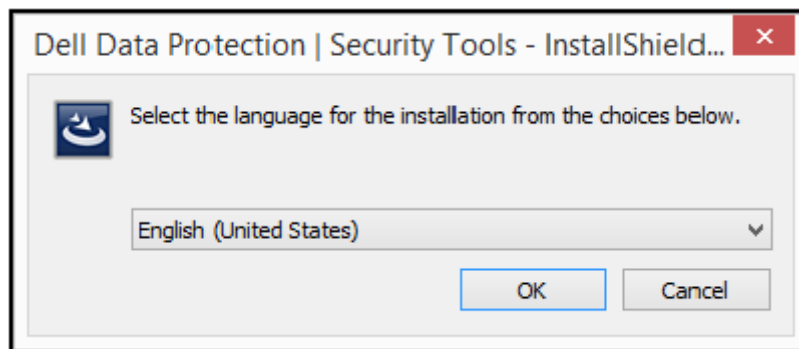 Dell Data Protection | Security Tools - InstallShield...
Select the language for the installation from the choices below.
English (United States)
OK Cancel